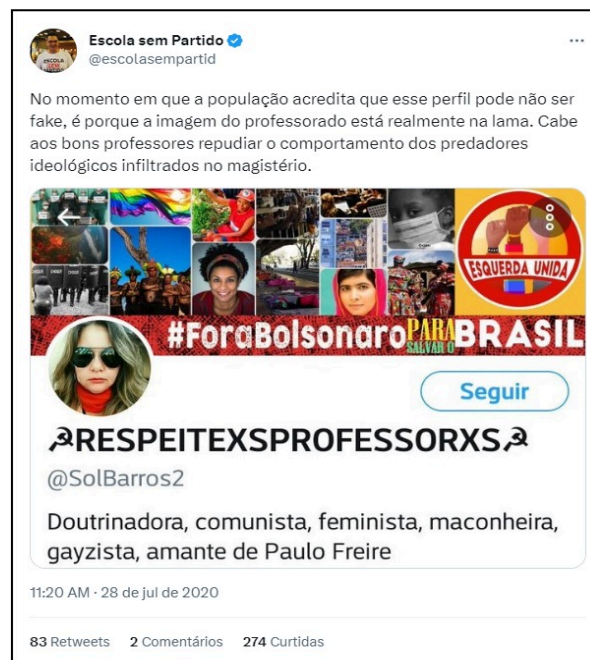 Escola sem Partido
@escolasempartid
No momento em que a população acredita que esse perfil pode não ser
fake, é porque a imagem do professorado está realmente na lama. Cabe
aos bons professores repudiar o comportamento dos predadores
ideológicos infiltrados no magistério.
ESQUERDA UNIDA
#ForaBolsonaro PARA SALVAR O BRASIL
Seguir
☭RESPEITEXSPROFESSORXS☭
@SolBarros2
Doutrinadora, comunista, feminista, maconheira,
gayzista, amante de Paulo Freire
11:20 AM · 28 de jul de 2020
83 Retweets 2 Comentários 274 Curtidas